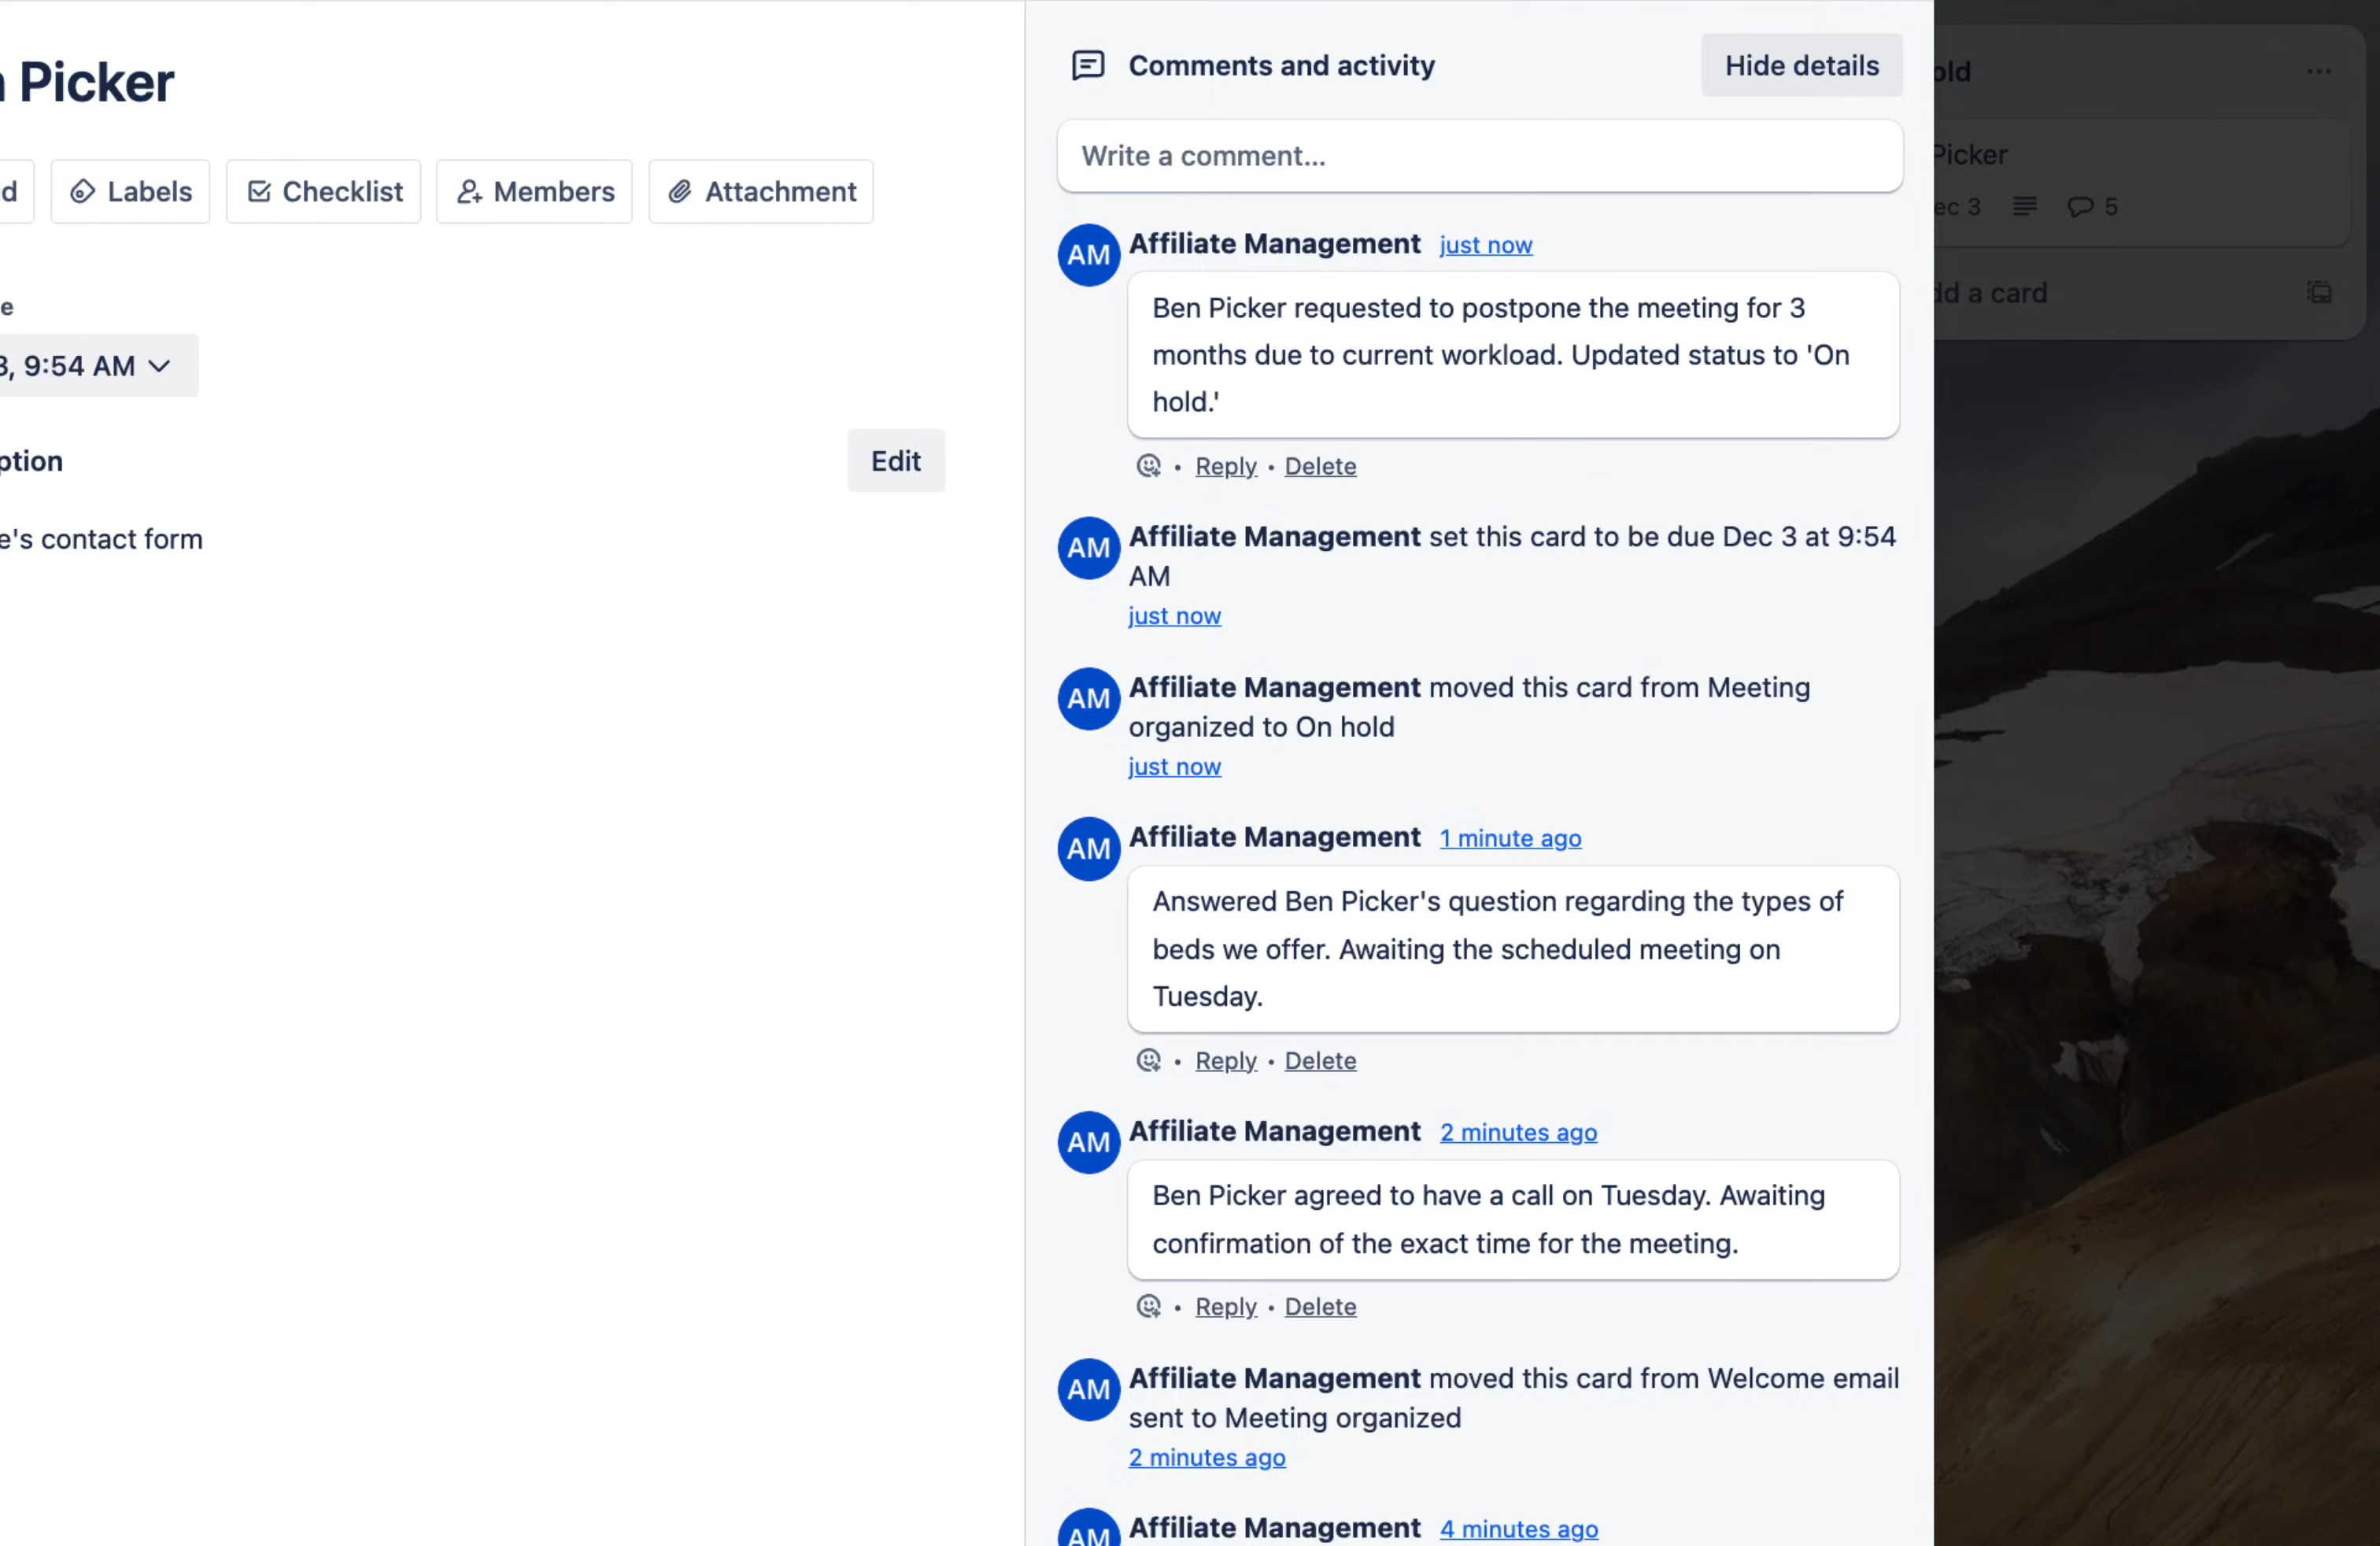 Picker
Labels
Checklist
Members
Attachment
9:54 AM
Edit
's contact form
Comments and activity
Hide details
Write a comment...
AM Affiliate Management just now
Ben Picker requested to postpone the meeting for 3
months due to current workload. Updated status to 'On
hold.'
• Reply • Delete
AM Affiliate Management set this card to be due Dec 3 at 9:54
AM
just now
AM Affiliate Management moved this card from Meeting
organized to On hold
just now
AM Affiliate Management 1 minute ago
Answered Ben Picker's question regarding the types of
beds we offer. Awaiting the scheduled meeting on
Tuesday.
• Reply • Delete
AM Affiliate Management 2 minutes ago
Ben Picker agreed to have a call on Tuesday. Awaiting
confirmation of the exact time for the meeting.
• Reply • Delete
AM Affiliate Management moved this card from Welcome email
sent to Meeting organized
2 minutes ago
AM Affiliate Management 4 minutes ago
old
Picker
ec 3
5
dd a card